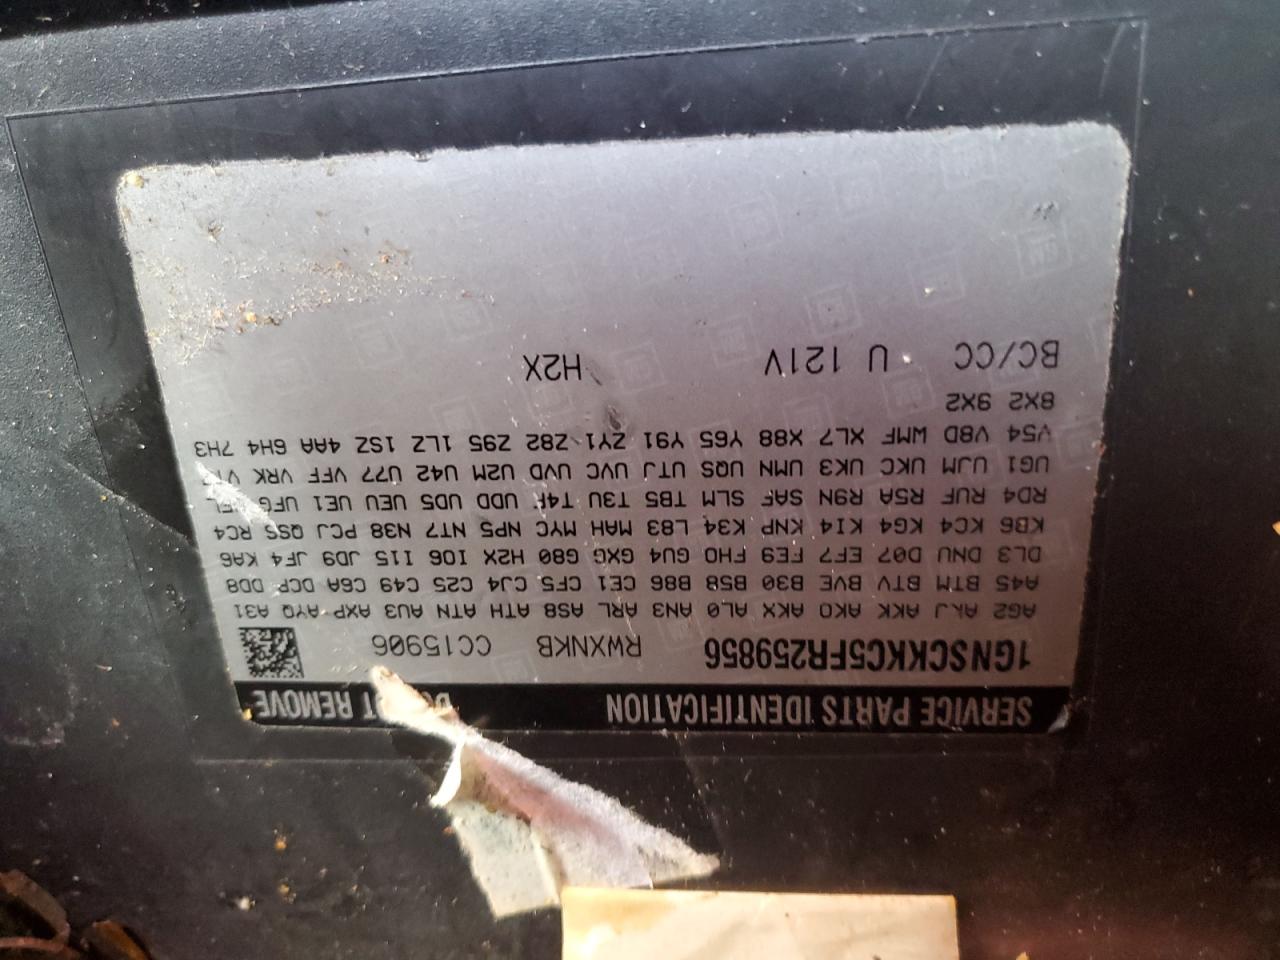 SERVICE PARTS IDENTIFICATION REMOVE
1GNSCKKC5FR259856 RWXNKB CC15906
AG2 AKJ AKK AKO AKX AL0 AN3 ARL AS8 ATH ATN AU3 AXP AYQ A31
A45 BTM BTV BVE B30 B58 B86 CE1 CF5 CJ4 C25 C49 C6A DCP DD8
DL3 DNU D07 EF7 FE9 FHO GU4 GXG G80 H2X IO6 I15 JD9 JF4 KA6
KB6 KC4 KG4 KI4 KNP K34 L83 MAH MYC NP5 NT7 N38 PCJ QSS RC4
RD4 RUF R5A R9N SAF SLM TB5 T3U T4F UDD UD5 UEU UE1 UFG
UG1 UJM UKC UK3 UMN UQS UTJ UVC UVD U2M U42 U77 VFF VRK
V54 V8D WMF XL7 X88 Y65 Y91 ZY1 Z82 Z95 1LZ 1SZ 4AA 6H4 7H3
8X2 9X2
BC/CC U 121V H2X